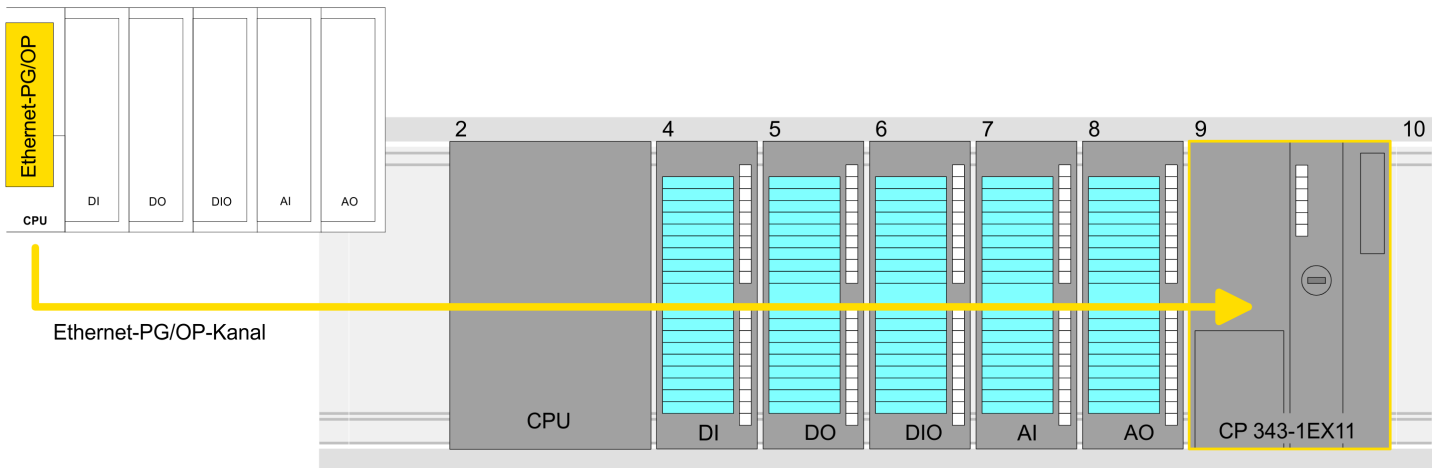 Ethernet-PG/OP
CPU
DI
DO
DIO
AI
AO
Ethernet-PG/OP-Kanal
2
4
5
6
7
8
9
10
CPU
DI
DO
DIO
AI
AO
CP 343-1EX11